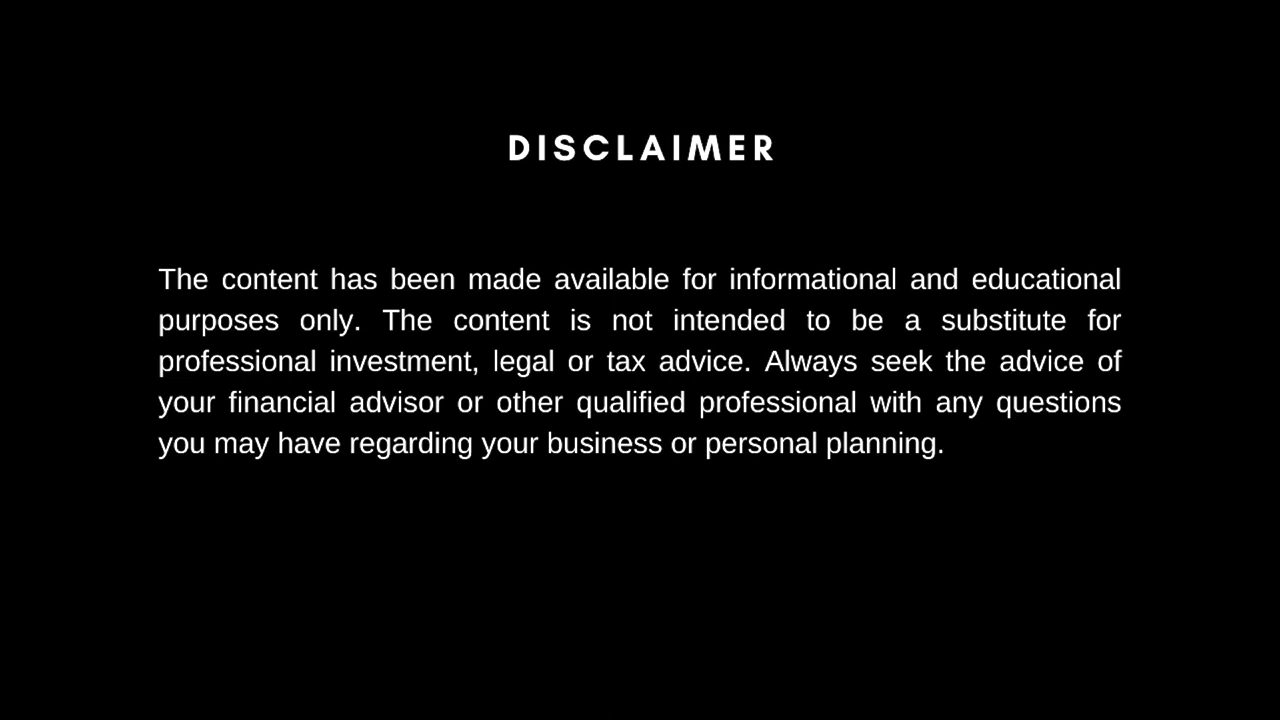 DISCLAIMER
The content has been made available for informational and educational
purposes only. The content is not intended to be a substitute for
professional investment, legal or tax advice. Always seek the advice of
your financial advisor or other qualified professional with any questions
you may have regarding your business or personal planning.